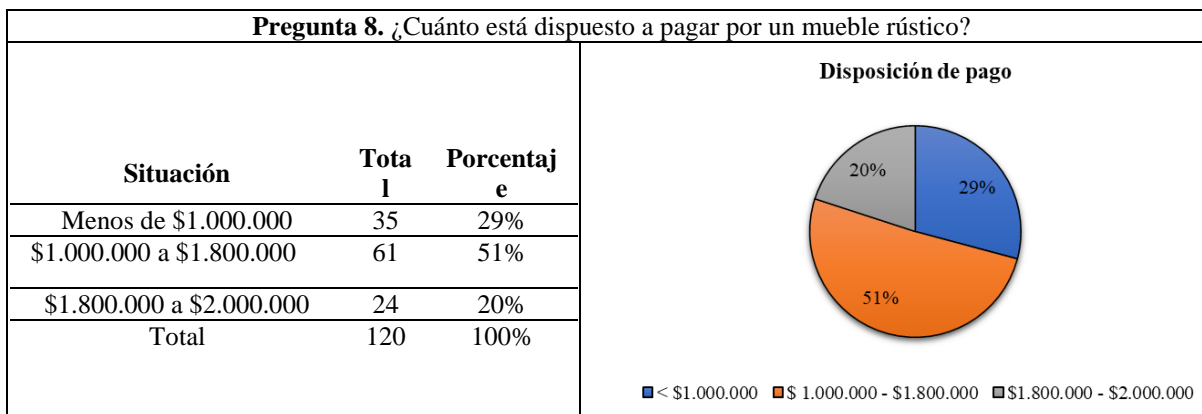 Pregunta 8. ¿Cuánto está dispuesto a pagar por un mueble rústico?
Situación Tota Porcentaj
l e
Menos de $1.000.000 35 29%
$1.000.000 a $1.800.000 61 51%
$1.800.000 a $2.000.000 24 20%
Total 120 100%
Disposición de pago
20%
29%
51%
< $1.000.000 $ 1.000.000 - $1.800.000 $1.800.000 - $2.000.000